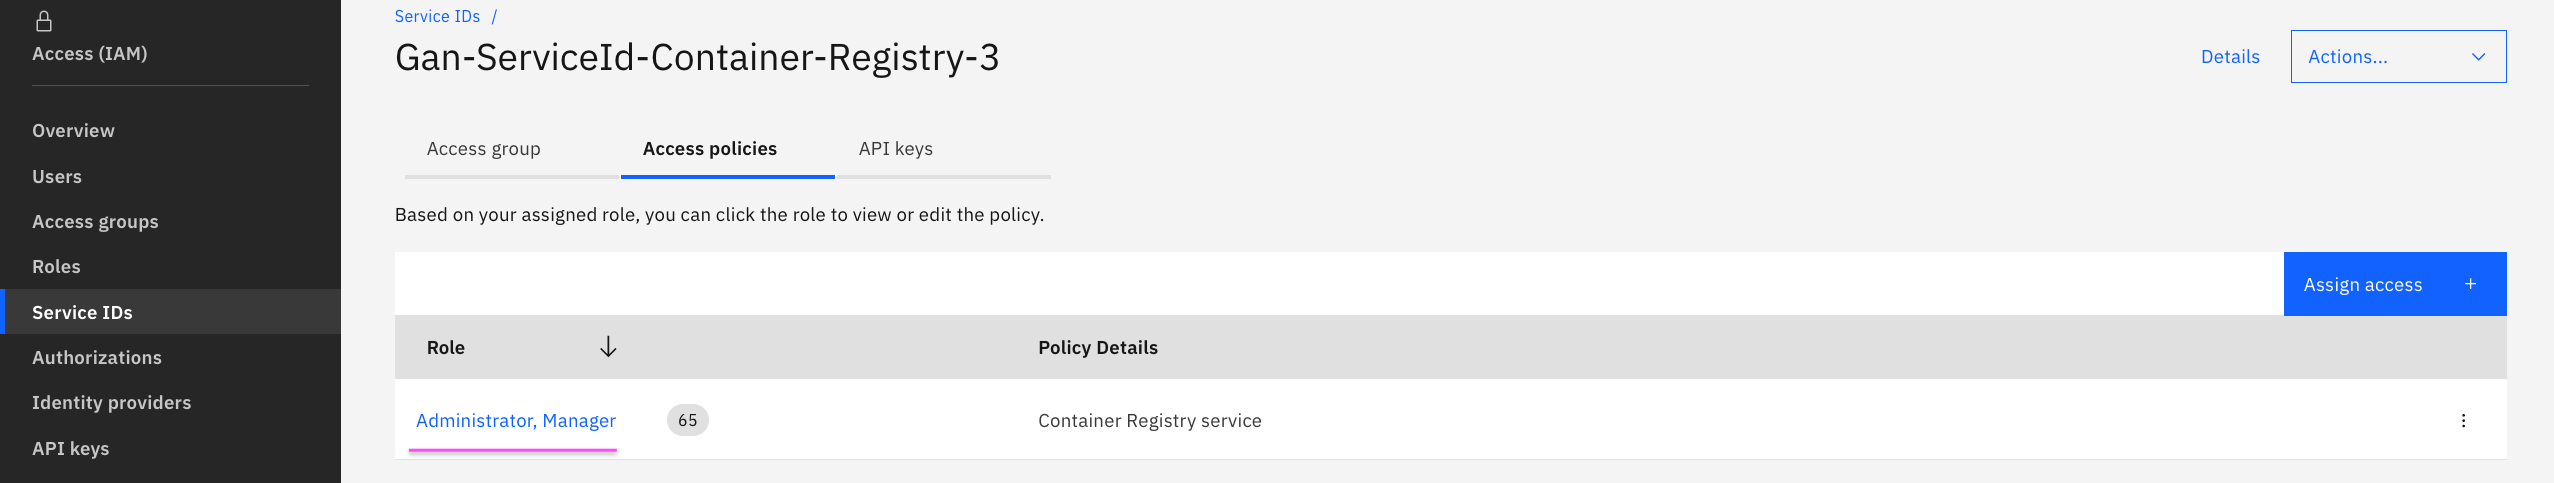 Access (IAM)
Overview
Users
Access groups
Roles
Service IDs
Authorizations
Identity providers
API keys
Service IDs /
Gan-ServiceId-Container-Registry-3
Details
Actions...
Access group Access policies API keys
Based on your assigned role, you can click the role to view or edit the policy.
Assign access +
Role Policy Details
Administrator, Manager 65 Container Registry service